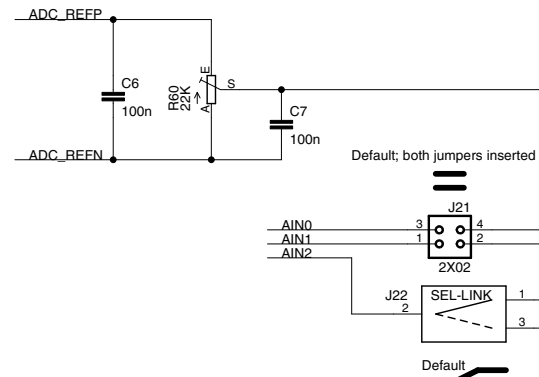 ADC_REFP
C6
100n
R60
22K
E
A
S
C7
100n
ADC_REFN
Default; both jumpers inserted
J21
AIN0
3
4
AIN1
1
2
AIN2
2X02
J22
2
SEL-LINK
1
3
Default